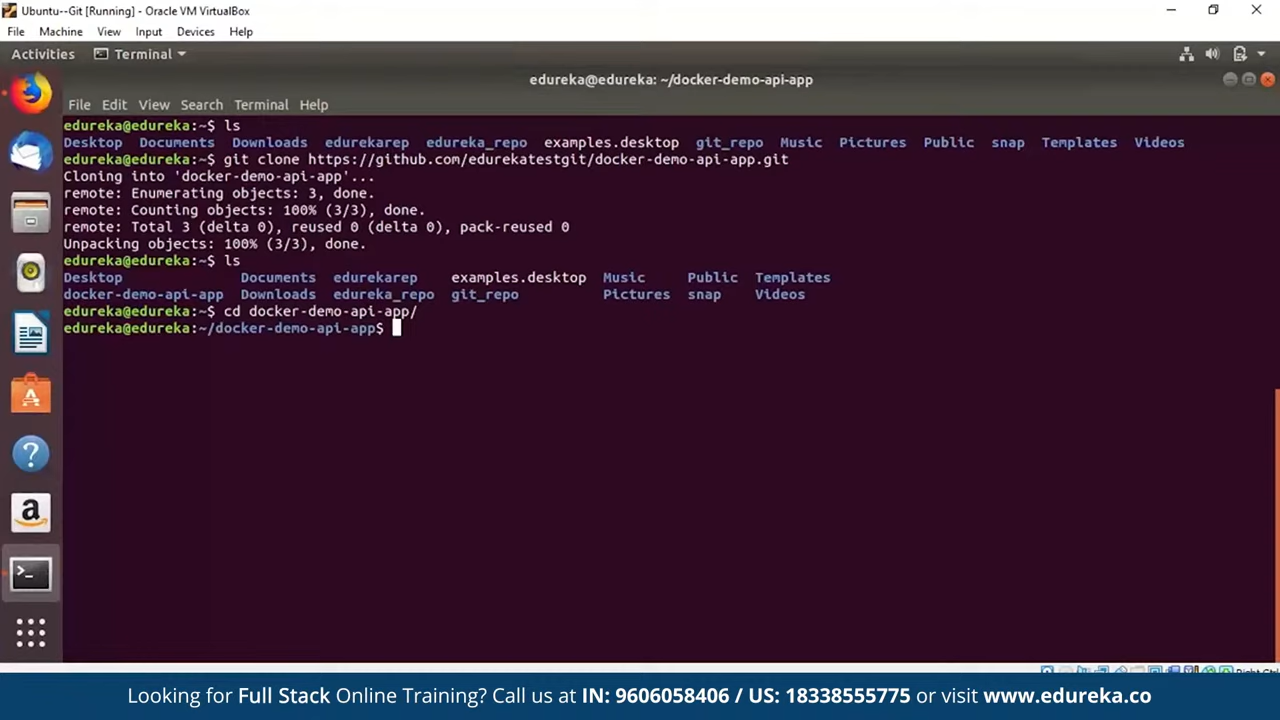 Ubuntu--Git [Running] - Oracle VM VirtualBox
File Machine View Input Devices Help
Activities Terminal
edureka@edureka: ~/docker-demo-api-app
File Edit View Search Terminal Help
edureka@edureka:~$ ls
Desktop Documents Downloads edurekarep edureka_repo examples.desktop git_repo Music Pictures Public snap Templates Videos
edureka@edureka:~$ git clone https://github.com/edurekatestgit/docker-demo-api-app.git
Cloning into 'docker-demo-api-app'...
remote: Enumerating objects: 3, done.
remote: Counting objects: 100% (3/3), done.
remote: Total 3 (delta 0), reused 0 (delta 0), pack-reused 0
Unpacking objects: 100% (3/3), done.
edureka@edureka:~$ ls
Desktop Documents edurekarep examples.desktop Music Public Templates
docker-demo-api-app Downloads edureka_repo git_repo Pictures snap Videos
edureka@edureka:~$ cd docker-demo-api-app/
edureka@edureka:~/docker-demo-api-app$
Right Ctrl
Looking for Full Stack Online Training? Call us at IN: 9606058406 / US: 18338555775 or visit www.edureka.co